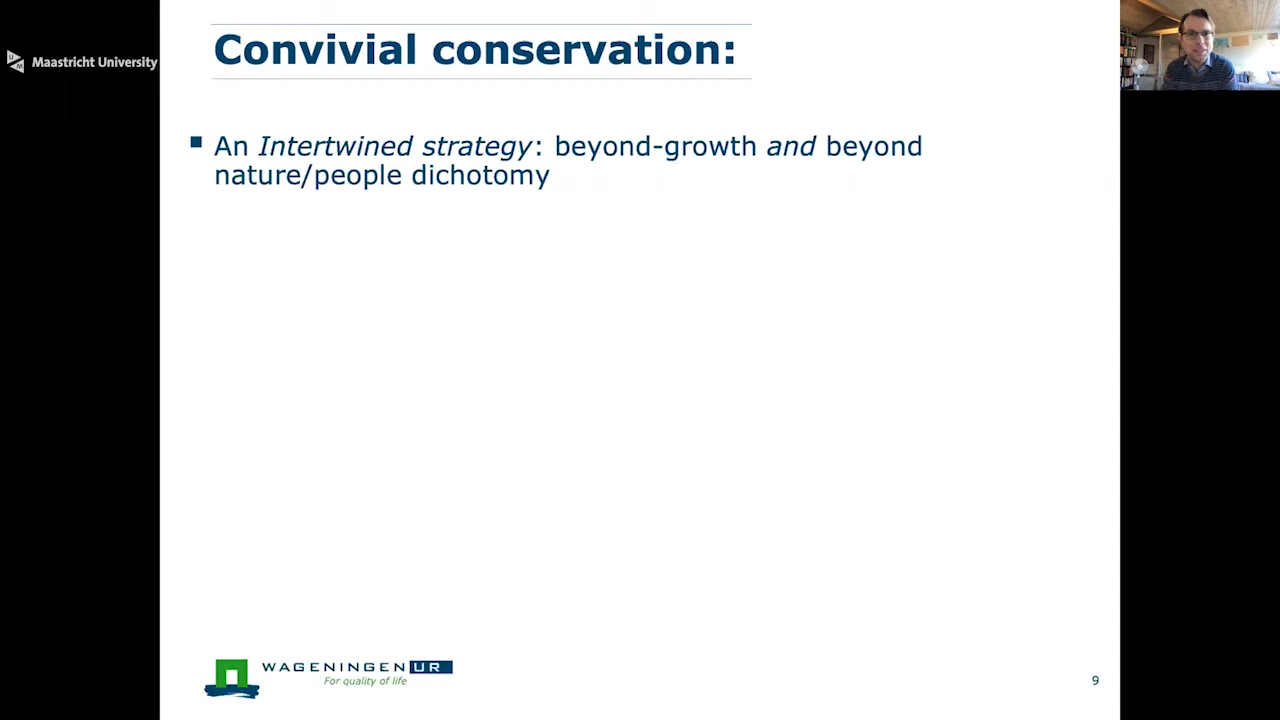 Maastricht University
Convivial conservation:
An Intertwined strategy: beyond-growth and beyond
nature/people dichotomy
WAGENINGEN UR
For quality of life
9